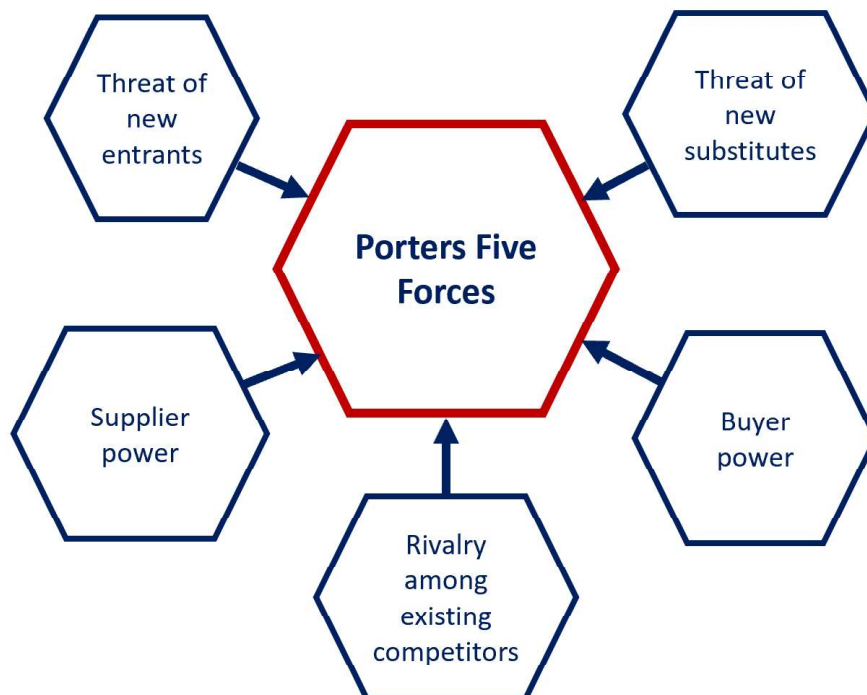 Threat of
new
entrants
Threat of
new
substitutes
Porters Five
Forces
Supplier
power
Buyer
power
Rivalry
among
existing
competitors